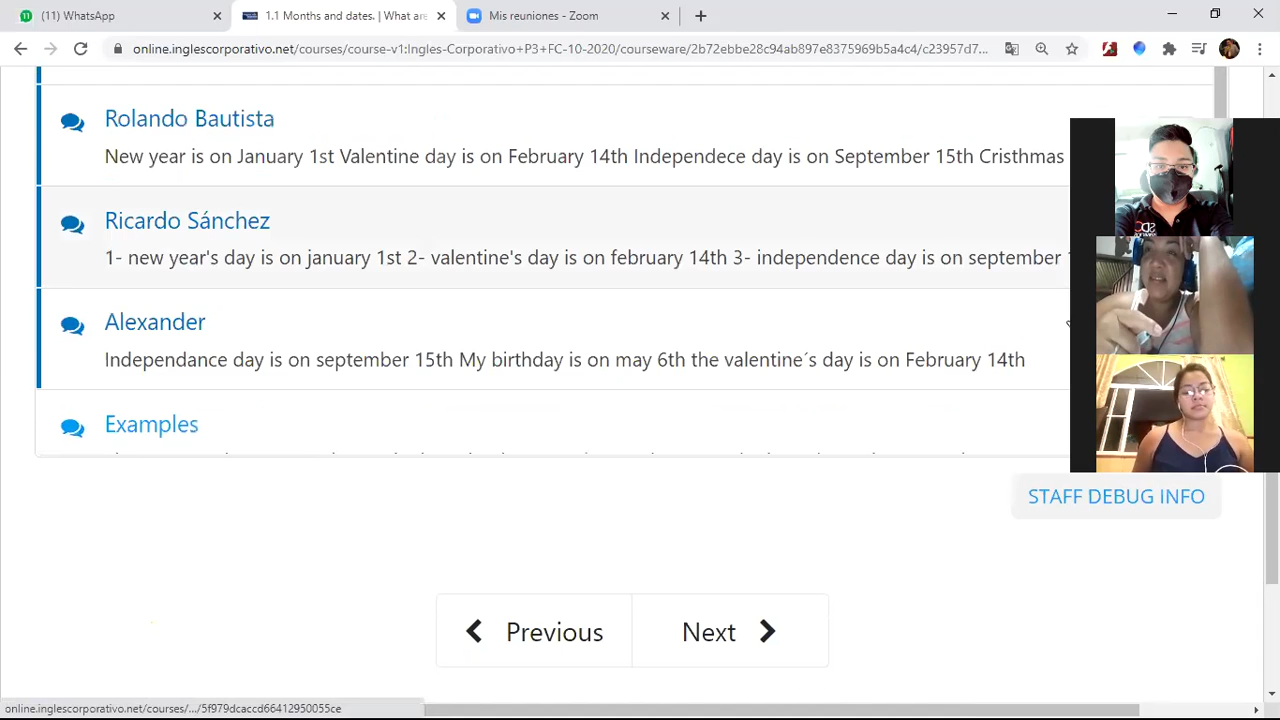 (11) WhatsApp
1.1 Months and dates. | What are
Mis reuniones - Zoom
online.inglescorporativo.net/courses/course-v1:Ingles-Corporativo+P3+FC-10-2020/courseware/2b72ebbe28c94ab897e8375969b5a4c4/c23957d7...
Rolando Bautista
New year is on January 1st Valentine day is on February 14th Independece day is on September 15th Cristhmas
Ricardo Sánchez
1- new year's day is on january 1st 2- valentine's day is on february 14th 3- independence day is on september
Alexander
Independance day is on september 15th My birthday is on may 6th the valentine´s day is on February 14th
Examples
STAFF DEBUG INFO
Previous
Next
online.inglescorporativo.net/courses/.../5f979dcaccd66412950055ce